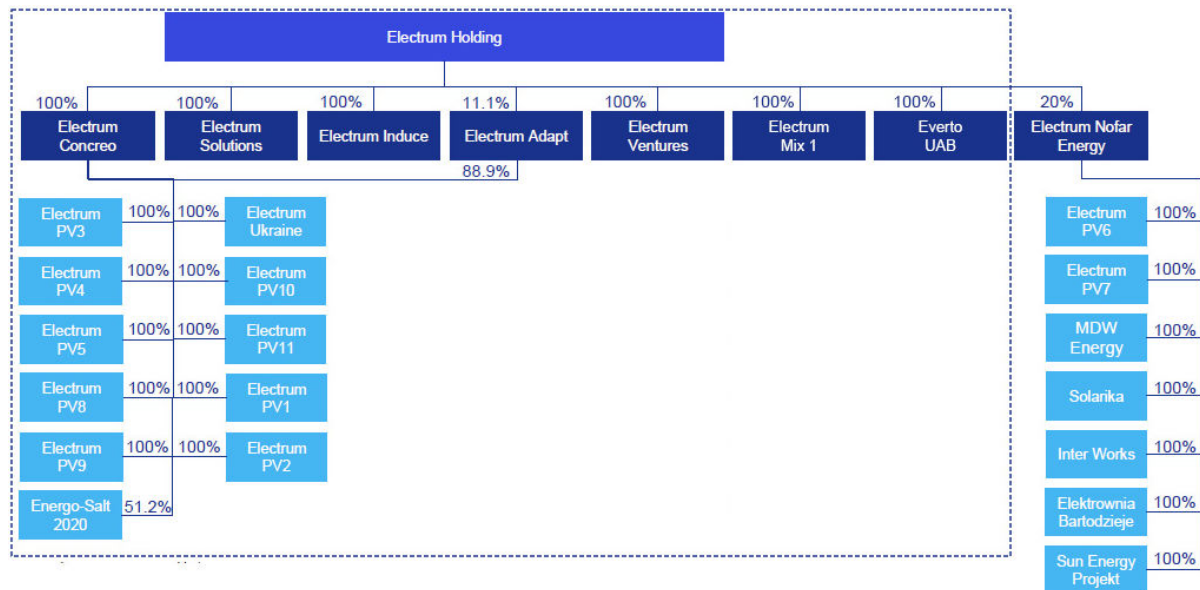 Electrum Holding
100%
100%
100%
11.1%
100%
100%
100%
20%
Electrum
Concreo
Electrum
Solutions
Electrum Induce
Electrum Adapt
Electrum
Ventures
Electrum
Mix 1
Everto
UAB
Electrum Nofar
Energy
88.9%
Electrum
PV3
100%
100%
Electrum
Ukraine
Electrum
PV6
100%
Electrum
PV4
100%
100%
Electrum
PV10
Electrum
PV7
100%
Electrum
PV5
100%
100%
Electrum
PV11
MDW
Energy
100%
Electrum
PV8
100%
100%
Electrum
PV1
Solarika
100%
Electrum
PV9
100%
100%
Electrum
PV2
Inter Works
100%
Energo-Salt
2020
51.2%
Elektrownia
Bartodzieje
100%
Sun Energy
Projekt
100%